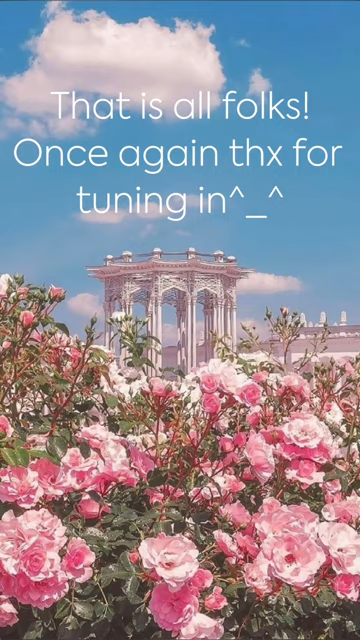 That is all folks!
Once again thx for
tuning in^_^